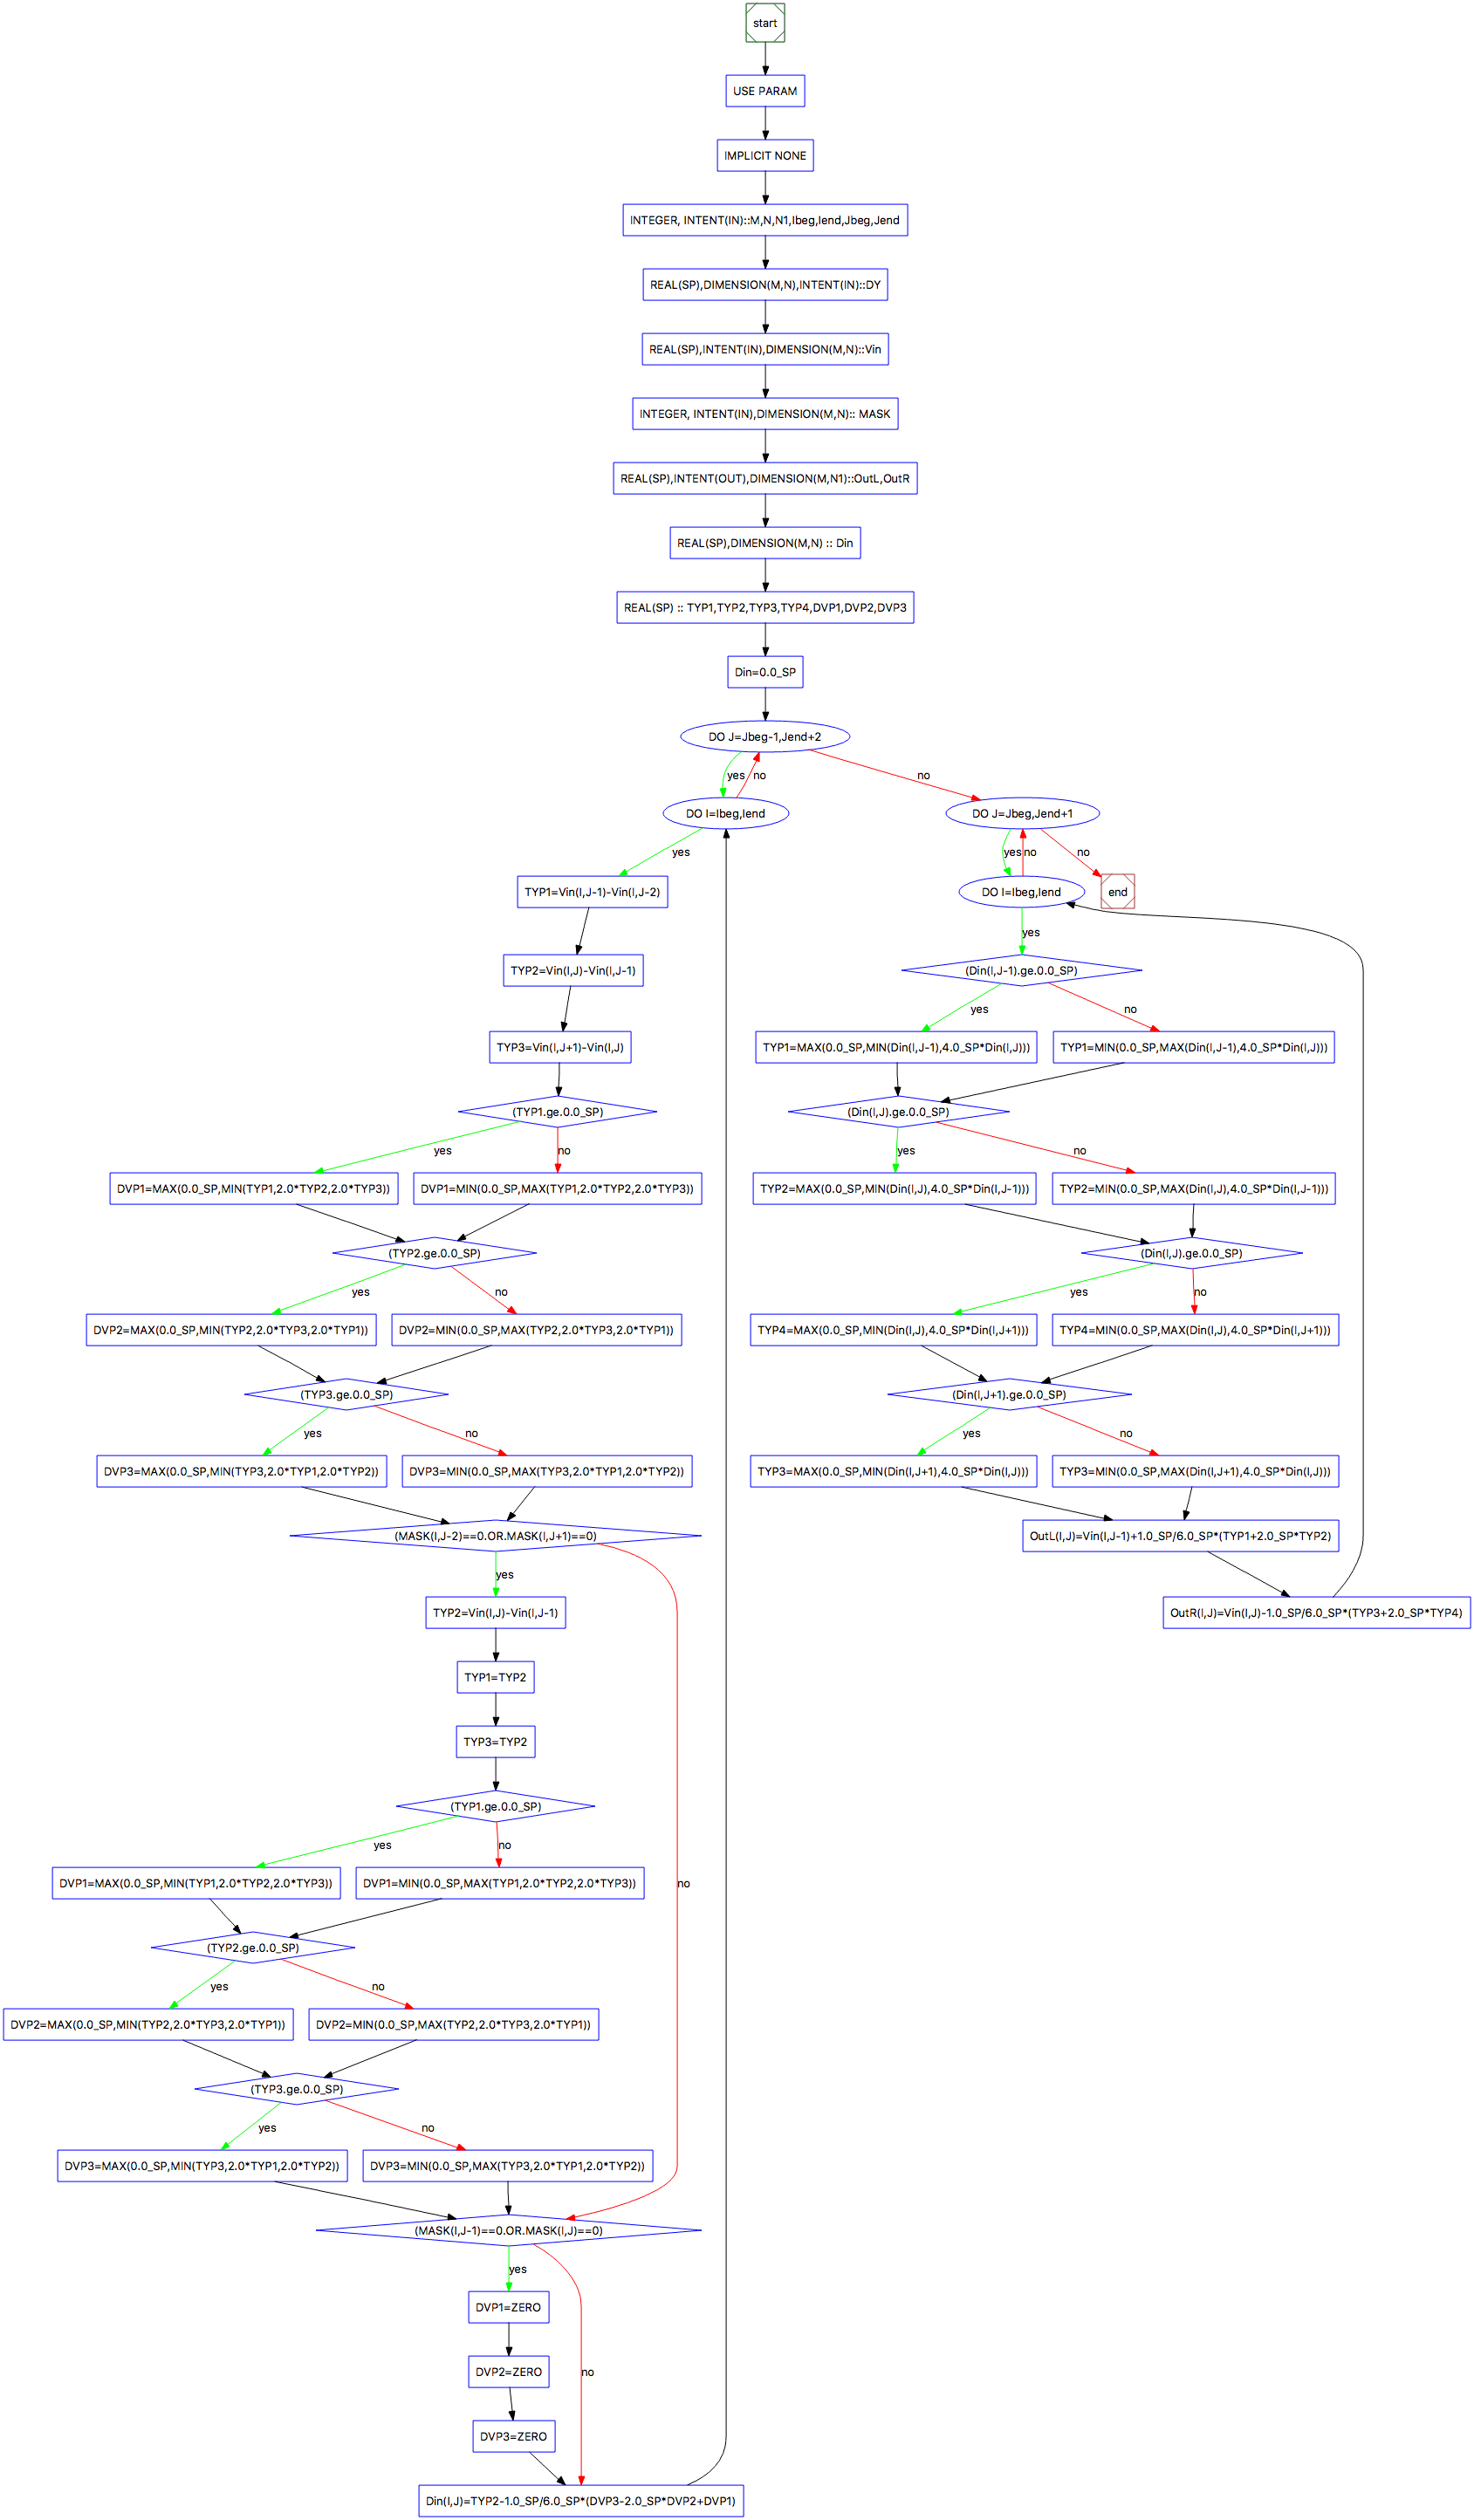 start
USE PARAM
IMPLICIT NONE
INTEGER, INTENT(IN)::M,N,N1,Ibeg,Iend,Jbeg,Jend
REAL(SP),DIMENSION(M,N),INTENT(IN)::DY
REAL(SP),INTENT(IN),DIMENSION(M,N)::Vin
INTEGER, INTENT(IN),DIMENSION(M,N):: MASK
REAL(SP),INTENT(OUT),DIMENSION(M,N1)::OutL,OutR
REAL(SP),DIMENSION(M,N) :: Din
REAL(SP) :: TYP1,TYP2,TYP3,TYP4,DVP1,DVP2,DVP3
Din=0.0_SP
DO J=Jbeg-1,Jend+2
yes
no
no
DO I=Ibeg,Iend
yes
TYP1=Vin(I,J-1)-Vin(I,J-2)
TYP2=Vin(I,J)-Vin(I,J-1)
TYP3=Vin(I,J+1)-Vin(I,J)
(TYP1.ge.0.0_SP)
yes
no
DVP1=MAX(0.0_SP,MIN(TYP1,2.0*TYP2,2.0*TYP3))
DVP1=MIN(0.0_SP,MAX(TYP1,2.0*TYP2,2.0*TYP3))
(TYP2.ge.0.0_SP)
yes
no
DVP2=MAX(0.0_SP,MIN(TYP2,2.0*TYP3,2.0*TYP1))
DVP2=MIN(0.0_SP,MAX(TYP2,2.0*TYP3,2.0*TYP1))
(TYP3.ge.0.0_SP)
yes
no
DVP3=MAX(0.0_SP,MIN(TYP3,2.0*TYP1,2.0*TYP2))
DVP3=MIN(0.0_SP,MAX(TYP3,2.0*TYP1,2.0*TYP2))
(MASK(I,J-2)==0.OR.MASK(I,J+1)==0)
yes
no
TYP2=Vin(I,J)-Vin(I,J-1)
TYP1=TYP2
TYP3=TYP2
(TYP1.ge.0.0_SP)
yes
no
DVP1=MAX(0.0_SP,MIN(TYP1,2.0*TYP2,2.0*TYP3))
DVP1=MIN(0.0_SP,MAX(TYP1,2.0*TYP2,2.0*TYP3))
(TYP2.ge.0.0_SP)
yes
no
DVP2=MAX(0.0_SP,MIN(TYP2,2.0*TYP3,2.0*TYP1))
DVP2=MIN(0.0_SP,MAX(TYP2,2.0*TYP3,2.0*TYP1))
(TYP3.ge.0.0_SP)
yes
no
DVP3=MAX(0.0_SP,MIN(TYP3,2.0*TYP1,2.0*TYP2))
DVP3=MIN(0.0_SP,MAX(TYP3,2.0*TYP1,2.0*TYP2))
(MASK(I,J-1)==0.OR.MASK(I,J)==0)
yes
no
DVP1=ZERO
DVP2=ZERO
DVP3=ZERO
Din(I,J)=TYP2-1.0_SP/6.0_SP*(DVP3-2.0_SP*DVP2+DVP1)
DO J=Jbeg,Jend+1
yes
no
no
DO I=Ibeg,Iend
end
yes
(Din(I,J-1).ge.0.0_SP)
yes
no
TYP1=MAX(0.0_SP,MIN(Din(I,J-1),4.0_SP*Din(I,J)))
TYP1=MIN(0.0_SP,MAX(Din(I,J-1),4.0_SP*Din(I,J)))
(Din(I,J).ge.0.0_SP)
yes
no
TYP2=MAX(0.0_SP,MIN(Din(I,J),4.0_SP*Din(I,J-1)))
TYP2=MIN(0.0_SP,MAX(Din(I,J),4.0_SP*Din(I,J-1)))
(Din(I,J).ge.0.0_SP)
yes
no
TYP4=MAX(0.0_SP,MIN(Din(I,J),4.0_SP*Din(I,J+1)))
TYP4=MIN(0.0_SP,MAX(Din(I,J),4.0_SP*Din(I,J+1)))
(Din(I,J+1).ge.0.0_SP)
yes
no
TYP3=MAX(0.0_SP,MIN(Din(I,J+1),4.0_SP*Din(I,J)))
TYP3=MIN(0.0_SP,MAX(Din(I,J+1),4.0_SP*Din(I,J)))
OutL(I,J)=Vin(I,J-1)+1.0_SP/6.0_SP*(TYP1+2.0_SP*TYP2)
OutR(I,J)=Vin(I,J)-1.0_SP/6.0_SP*(TYP3+2.0_SP*TYP4)